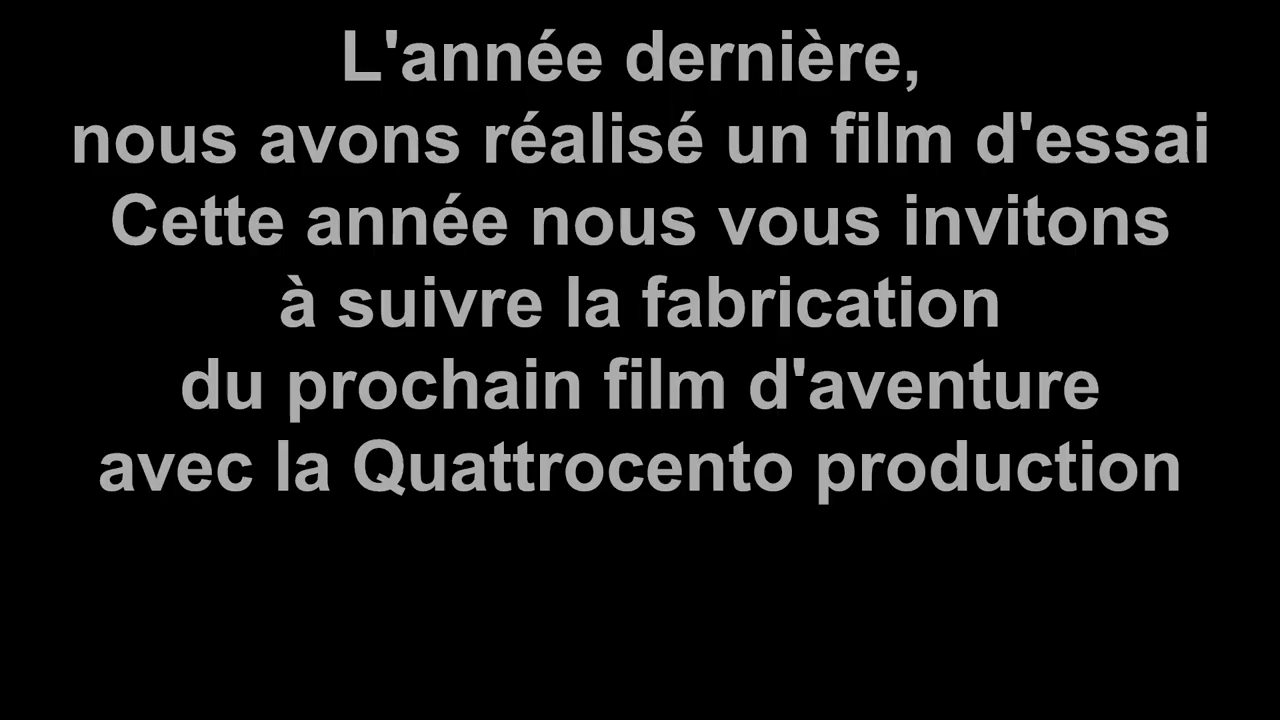 L'année dernière,
nous avons réalisé un film d'essai
Cette année nous vous invitons
à suivre la fabrication
du prochain film d'aventure
avec la Quattrocento production